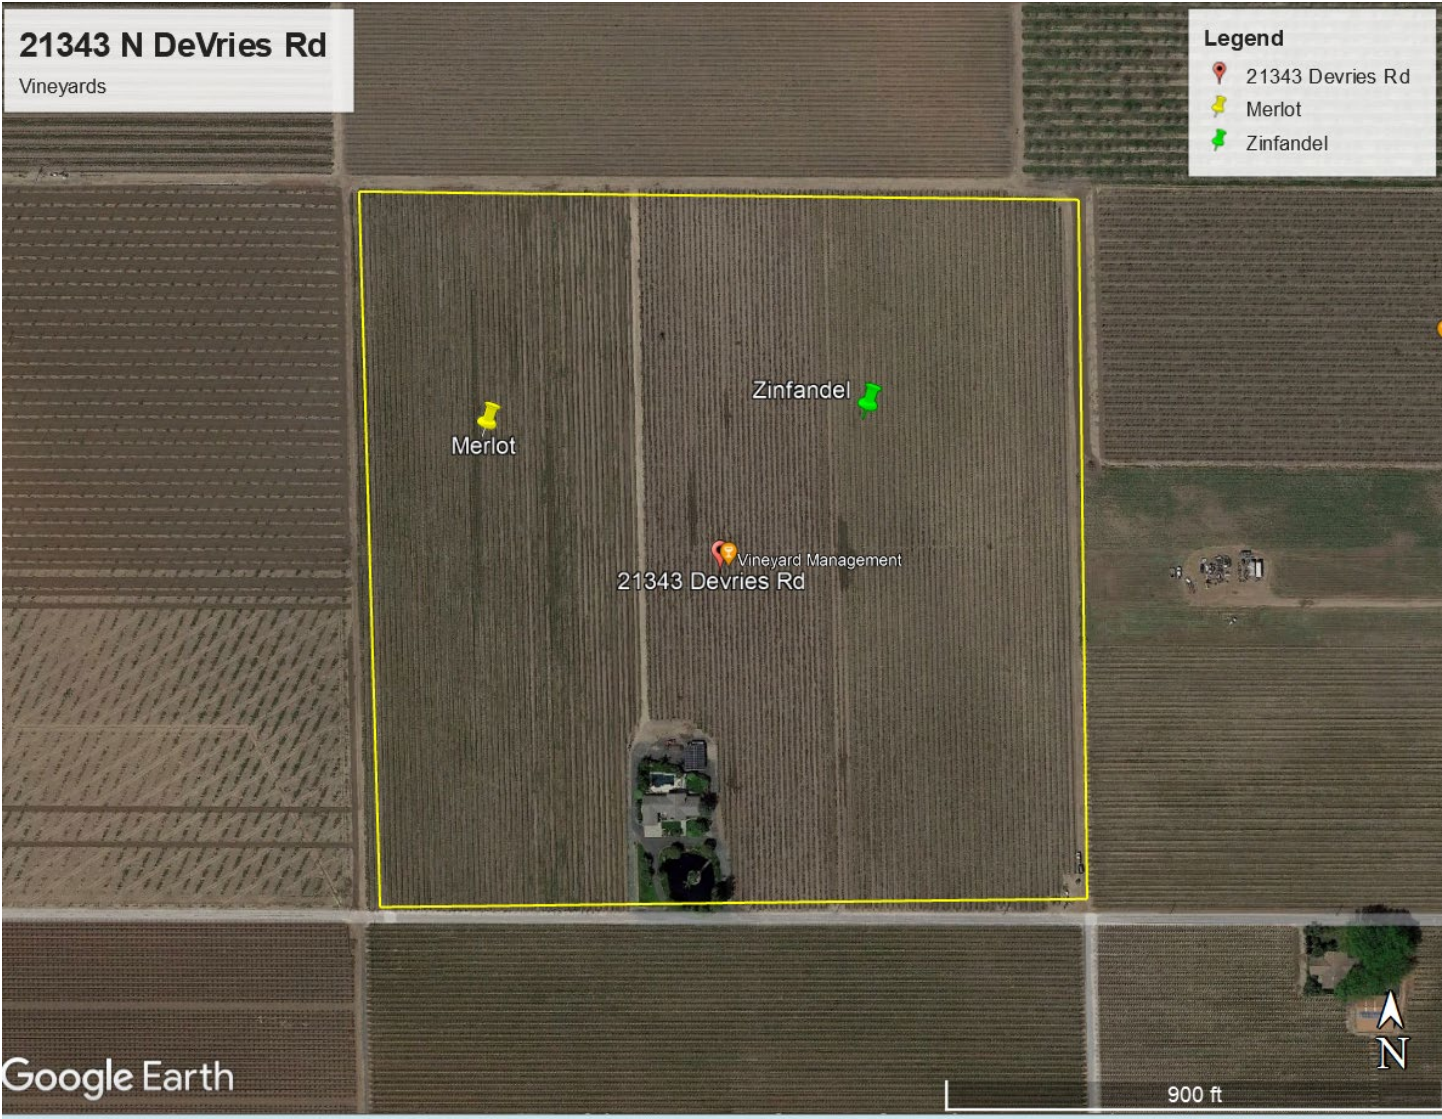 21343 N DeVries Rd
Vineyards
Legend
21343 Devries Rd
Merlot
Zinfandel
Zinfandel
Merlot
Vineyard Management
21343 Devries Rd
N
Google Earth
900 ft